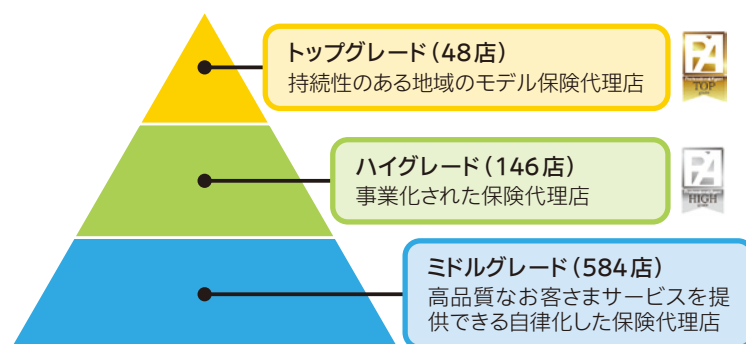 トップグレード（48店）
持続性のある地域のモデル保険代理店
PA
TOP
ハイグレード（146店）
事業化された保険代理店
PA
HIGH
ミドルグレード（584店）
高品質なお客さまサービスを提
供できる自律化した保険代理店